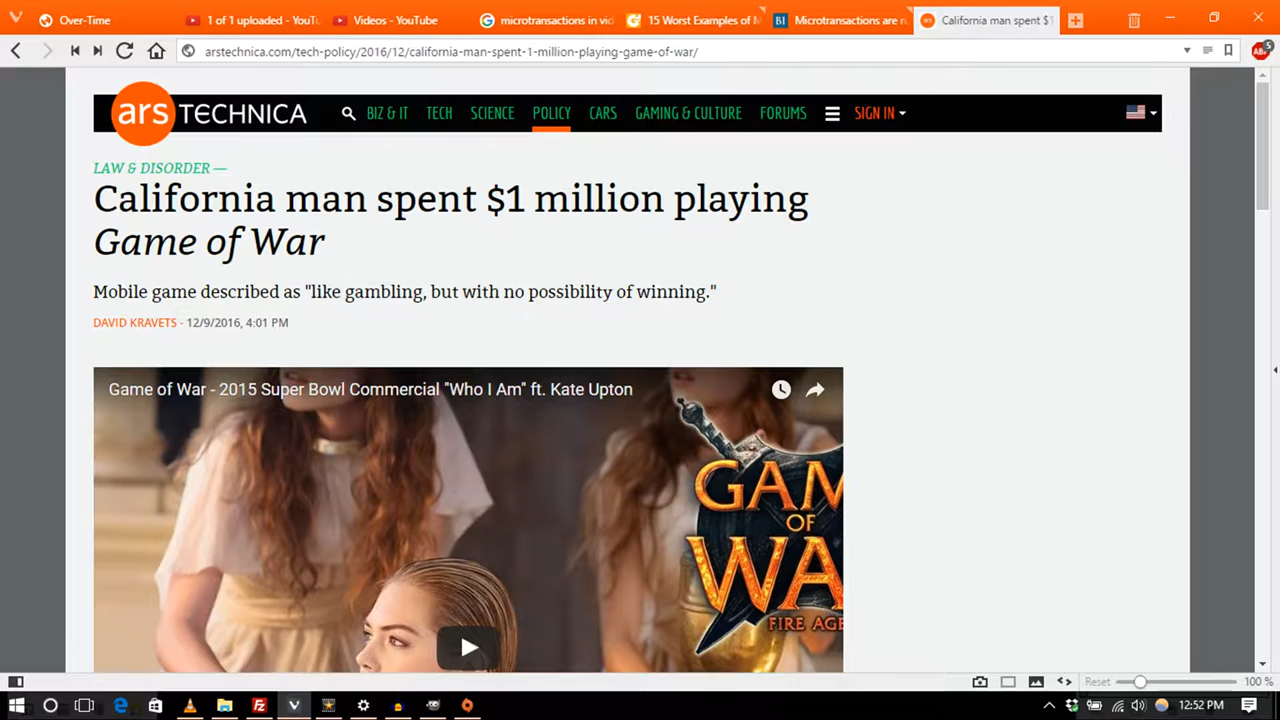 Over-Time
1 of 1 uploaded - YouTu
Videos - YouTube
microtransactions in vid
15 Worst Examples of M
Microtransactions are n
California man spent $1
arstechnica.com/tech-policy/2016/12/california-man-spent-1-million-playing-game-of-war/
ars TECHNICA
BIZ & IT
TECH
SCIENCE
POLICY
CARS
GAMING & CULTURE
FORUMS
SIGN IN
LAW & DISORDER —
California man spent $1 million playing
Game of War
Mobile game described as "like gambling, but with no possibility of winning."
DAVID KRAVETS - 12/9/2016, 4:01 PM
Game of War - 2015 Super Bowl Commercial "Who I Am" ft. Kate Upton
GAM
OF
WA
FIRE AGE
Reset
100 %
12:52 PM